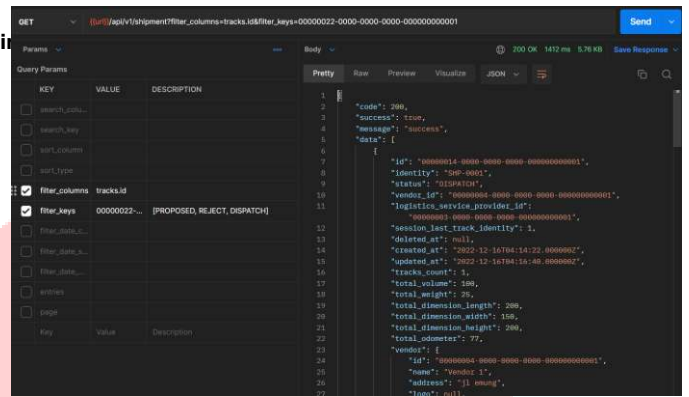 GET {{url}}/api/v1/shipment?filter_columns=tracks.id&filter_keys=00000022-0000-0000-0000-000000000001 Send
Params
Body 200 OK 1412 ms 5.76 KB Save Response
Query Params
Pretty Raw Preview Visualize JSON
KEY VALUE DESCRIPTION
search_colu...
search_key
sort_column
sort_type
filter_columns tracks.id
filter_keys 00000022-... [PROPOSED, REJECT, DISPATCH]
filter_date_c...
filter_date_s...
filter_date_...
entries
page
Key Value Description
1 {
2 "code": 200,
3 "success": true,
4 "message": "success",
5 "data": [
6 {
7 "id": "00000014-0000-0000-0000-000000000001",
8 "identity": "SHP-0001",
9 "status": "DISPATCH",
10 "vendor_id": "00000004-0000-0000-0000-000000000001",
11 "logistics_service_provider_id":
"00000003-0000-0000-0000-000000000001",
12 "session_last_track_identity": 1,
13 "deleted_at": null,
14 "created_at": "2022-12-16T04:14:22.000000Z",
15 "updated_at": "2022-12-16T04:16:40.000000Z",
16 "tracks_count": 1,
17 "total_volume": 100,
18 "total_weight": 25,
19 "total_dimension_length": 200,
20 "total_dimension_width": 150,
21 "total_dimension_height": 200,
22 "total_odometer": 77,
23 "vendor": {
24 "id": "00000004-0000-0000-0000-000000000001",
25 "name": "Vendor 1",
26 "address": "jl emung",
27 "logo": null,